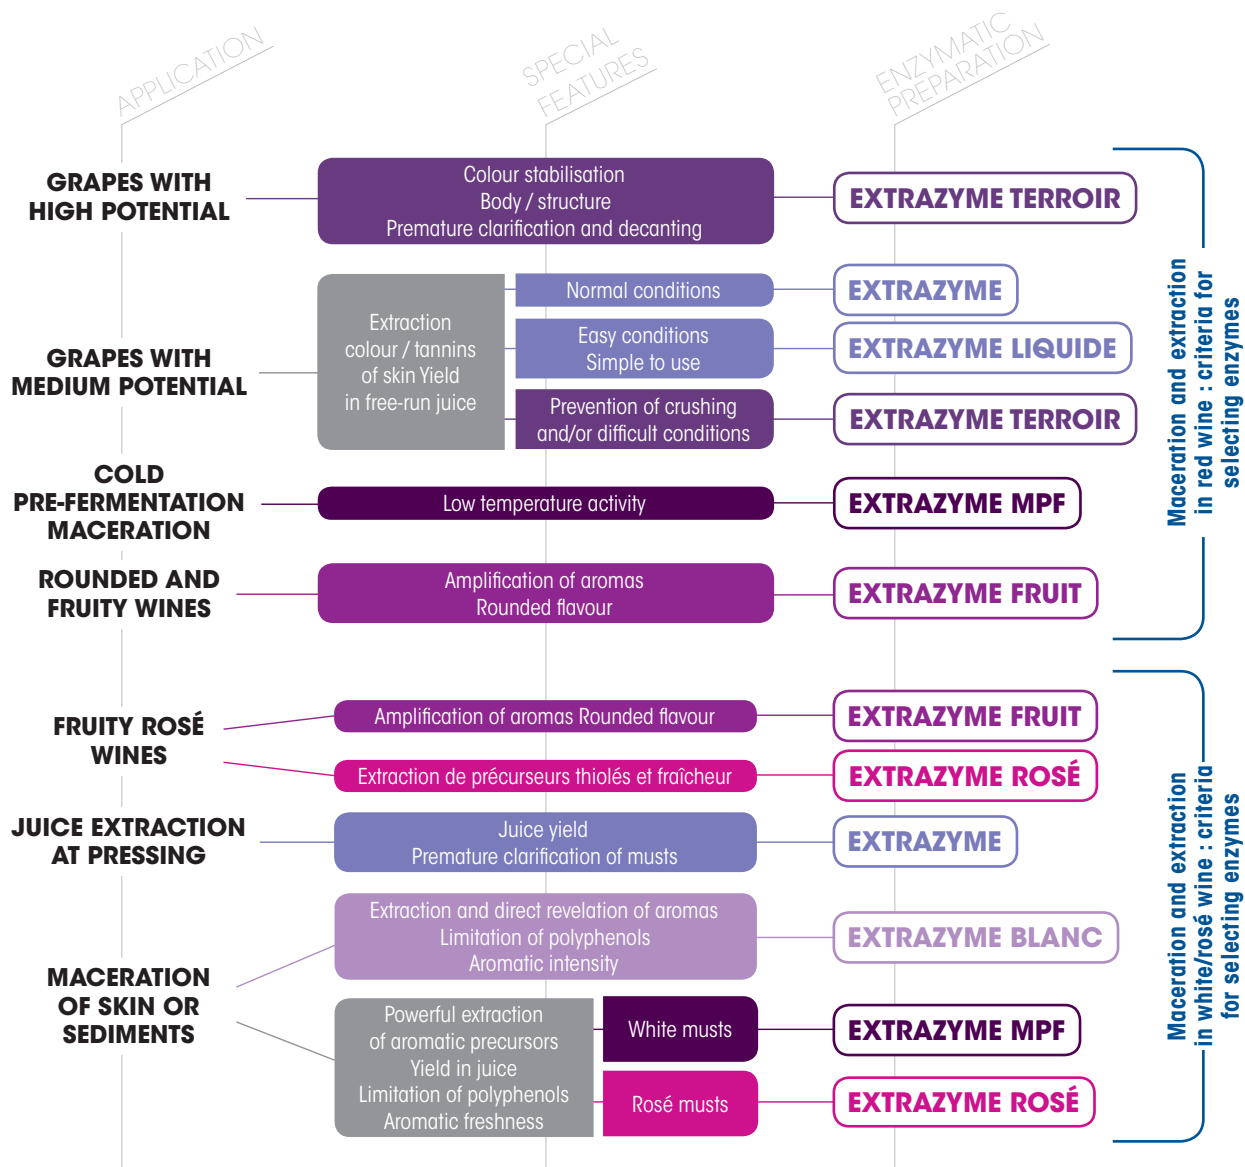 APPLICATION
SPECIAL
FEATURES
ENZYMATIC
PREPARATION
GRAPES WITH
HIGH POTENTIAL
Colour stabilisation
Body / structure
Premature clarification and decanting
EXTRAZYME TERROIR
GRAPES WITH
MEDIUM POTENTIAL
Extraction
colour / tannins
of skin Yield
in free-run juice
Normal conditions
EXTRAZYME
Easy conditions
Simple to use
EXTRAZYME LIQUIDE
Prevention of crushing
and/or difficult conditions
EXTRAZYME TERROIR
COLD
PRE-FERMENTATION
MACERATION
Low temperature activity
EXTRAZYME MPF
ROUNDED AND
FRUITY WINES
Amplification of aromas
Rounded flavour
EXTRAZYME FRUIT
Maceration and extraction
in red wine : criteria for
selecting enzymes
FRUITY ROSÉ
WINES
Amplification of aromas Rounded flavour
EXTRAZYME FRUIT
Extraction de précurseurs thiolés et fraîcheur
EXTRAZYME ROSÉ
JUICE EXTRACTION
AT PRESSING
Juice yield
Premature clarification of musts
EXTRAZYME
MACERATION
OF SKIN OR
SEDIMENTS
Extraction and direct revelation of aromas
Limitation of polyphenols
Aromatic intensity
EXTRAZYME BLANC
Powerful extraction
of aromatic precursors
Yield in juice
Limitation of polyphenols
Aromatic freshness
White musts
EXTRAZYME MPF
Rosé musts
EXTRAZYME ROSÉ
Maceration and extraction
in white/rosé wine : criteria
for selecting enzymes